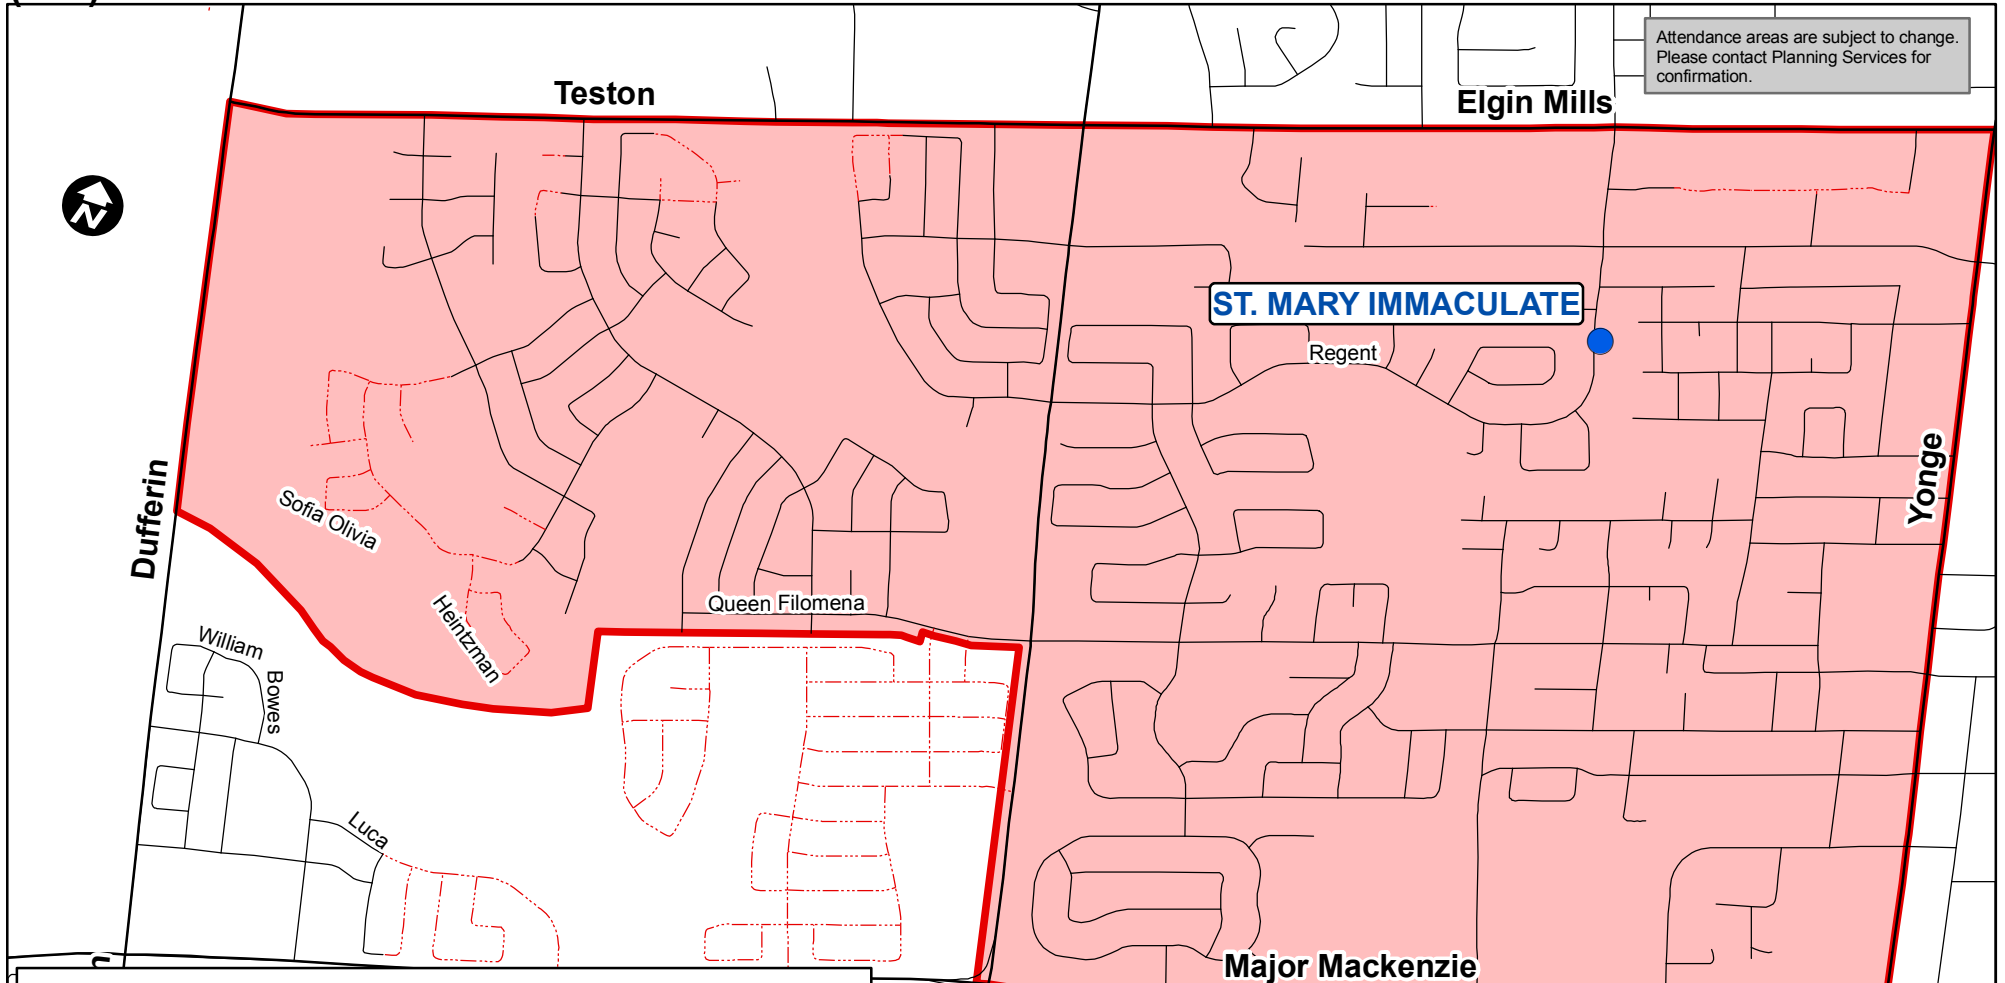 Attendance areas are subject to change.
Please contact Planning Services for
confirmation.
Teston
Elgin Mills
N
ST. MARY IMMACULATE
Regent
Dufferin
Yonge
Sofia Olivia
Heintzman
Queen Filomena
William
Bowes
Luca
Major Mackenzie